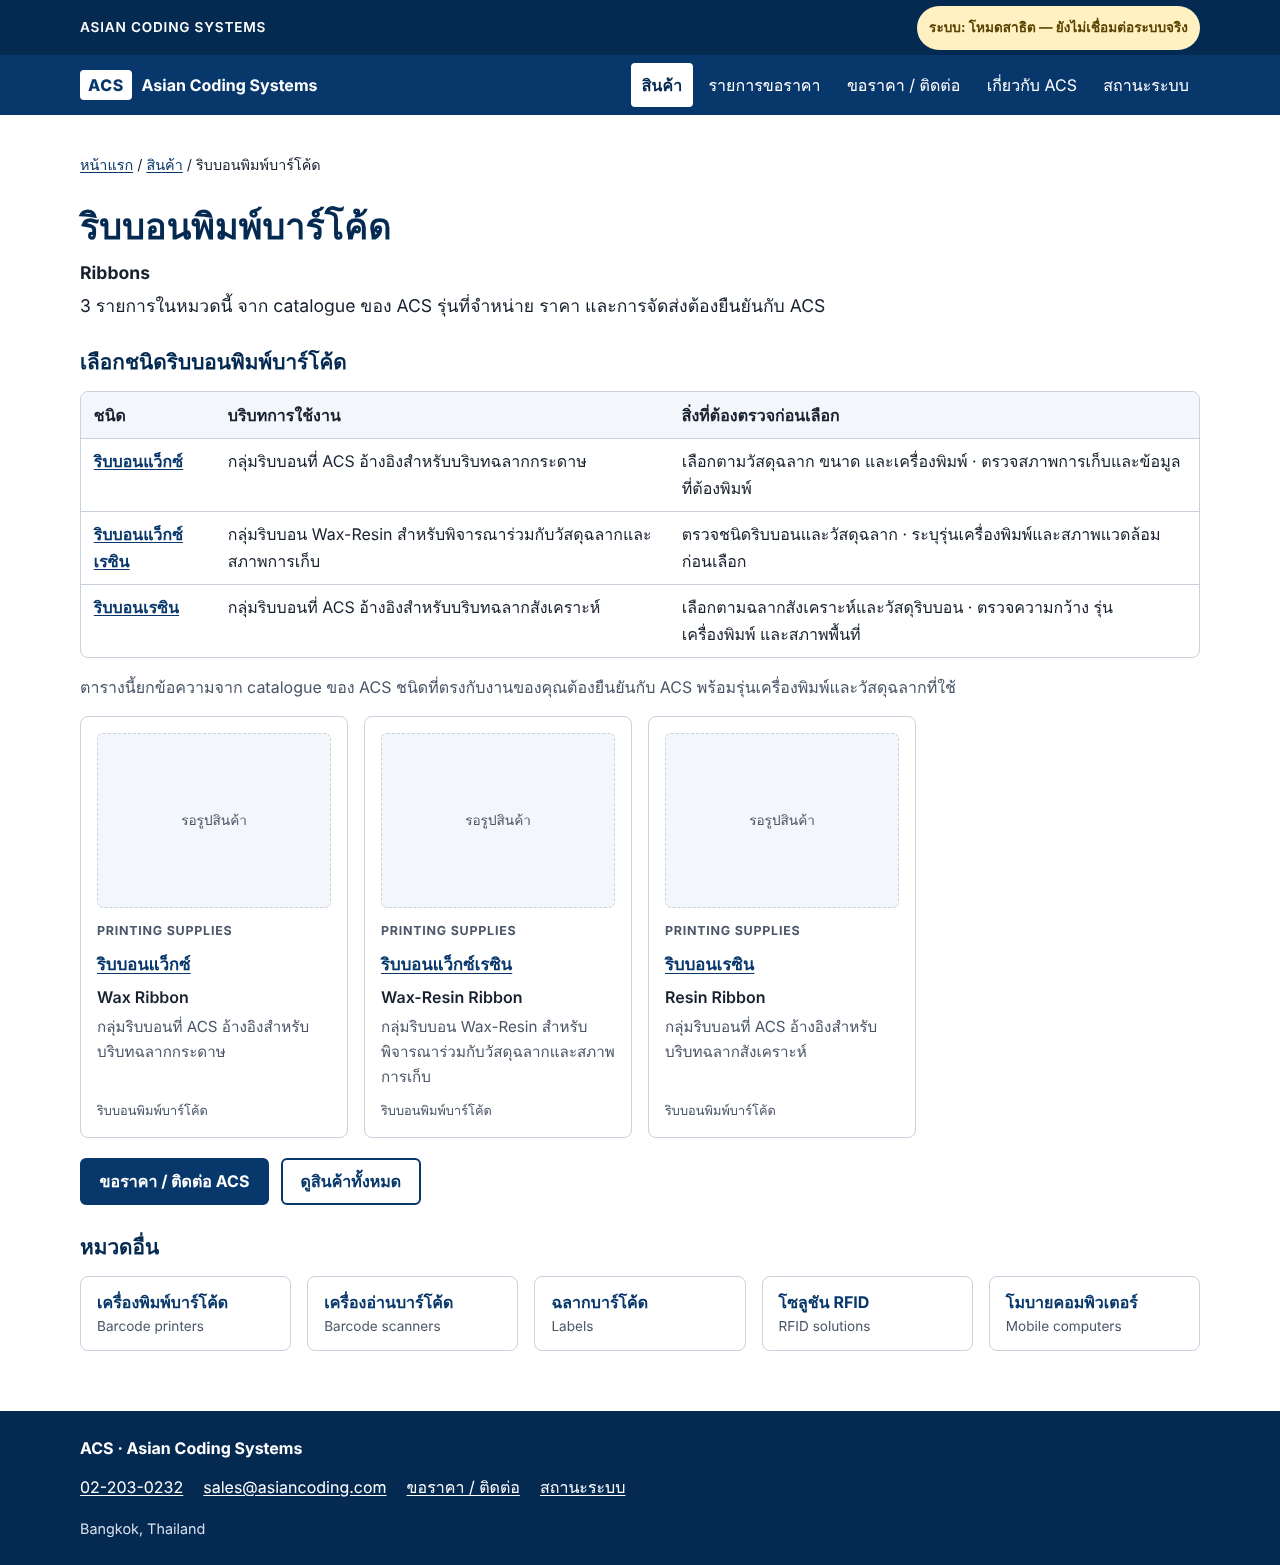 ASIAN CODING SYSTEMS
ระบบ: โหมดสาธิต — ยังไม่เชื่อมต่อระบบจริง
ACS Asian Coding Systems
สินค้า รายการขอราคา ขอราคา / ติดต่อ เกี่ยวกับ ACS สถานะระบบ
หน้าแรก / สินค้า / ริบบอนพิมพ์บาร์โค้ด
ริบบอนพิมพ์บาร์โค้ด
Ribbons
3 รายการในหมวดนี้ จาก catalogue ของ ACS รุ่นที่จำหน่าย ราคา และการจัดส่งต้องยืนยันกับ ACS
เลือกชนิดริบบอนพิมพ์บาร์โค้ด
ชนิด บริบทการใช้งาน สิ่งที่ต้องตรวจก่อนเลือก
ริบบอนแว็กซ์
กลุ่มริบบอนที่ ACS อ้างอิงสำหรับบริบทฉลากกระดาษ
เลือกตามวัสดุฉลาก ขนาด และเครื่องพิมพ์ · ตรวจสภาพการเก็บและข้อมูล
ที่ต้องพิมพ์
ริบบอนแว็กซ์
เรซิน
กลุ่มริบบอน Wax-Resin สำหรับพิจารณาร่วมกับวัสดุฉลากและ
สภาพการเก็บ
ตรวจชนิดริบบอนและวัสดุฉลาก · ระบุรุ่นเครื่องพิมพ์และสภาพแวดล้อม
ก่อนเลือก
ริบบอนเรซิน
กลุ่มริบบอนที่ ACS อ้างอิงสำหรับบริบทฉลากสังเคราะห์
เลือกตามฉลากสังเคราะห์และวัสดุริบบอน · ตรวจความกว้าง รุ่น
เครื่องพิมพ์ และสภาพพื้นที่
ตารางนี้ยกข้อความจาก catalogue ของ ACS ชนิดที่ตรงกับงานของคุณต้องยืนยันกับ ACS พร้อมรุ่นเครื่องพิมพ์และวัสดุฉลากที่ใช้
รอรูปสินค้า
PRINTING SUPPLIES
ริบบอนแว็กซ์
Wax Ribbon
กลุ่มริบบอนที่ ACS อ้างอิงสำหรับ
บริบทฉลากกระดาษ
ริบบอนพิมพ์บาร์โค้ด
รอรูปสินค้า
PRINTING SUPPLIES
ริบบอนแว็กซ์เรซิน
Wax-Resin Ribbon
กลุ่มริบบอน Wax-Resin สำหรับ
พิจารณาร่วมกับวัสดุฉลากและสภาพ
การเก็บ
ริบบอนพิมพ์บาร์โค้ด
รอรูปสินค้า
PRINTING SUPPLIES
ริบบอนเรซิน
Resin Ribbon
กลุ่มริบบอนที่ ACS อ้างอิงสำหรับ
บริบทฉลากสังเคราะห์
ริบบอนพิมพ์บาร์โค้ด
ขอราคา / ติดต่อ ACS ดูสินค้าทั้งหมด
หมวดอื่น
เครื่องพิมพ์บาร์โค้ด
Barcode printers
เครื่องอ่านบาร์โค้ด
Barcode scanners
ฉลากบาร์โค้ด
Labels
โซลูชัน RFID
RFID solutions
โมบายคอมพิวเตอร์
Mobile computers
ACS · Asian Coding Systems
02-203-0232 sales@asiancoding.com ขอราคา / ติดต่อ สถานะระบบ
Bangkok, Thailand